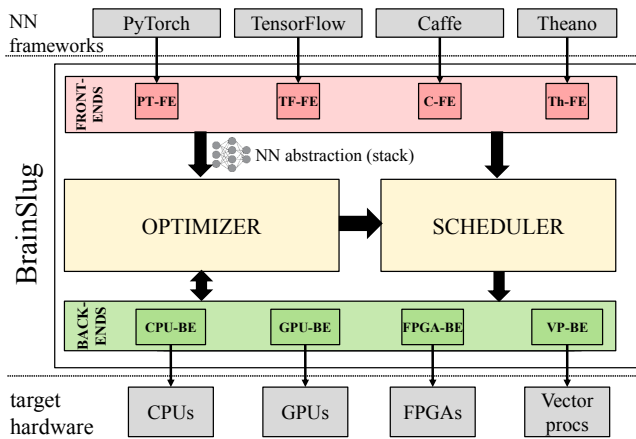 NN
frameworks
PyTorch
TensorFlow
Caffe
Theano
BrainSlug
FRONT-
ENDS
PT-FE
TF-FE
C-FE
Th-FE
NN abstraction (stack)
OPTIMIZER
SCHEDULER
BACK-
ENDS
CPU-BE
GPU-BE
FPGA-BE
VP-BE
target
hardware
CPUs
GPUs
FPGAs
Vector
procs